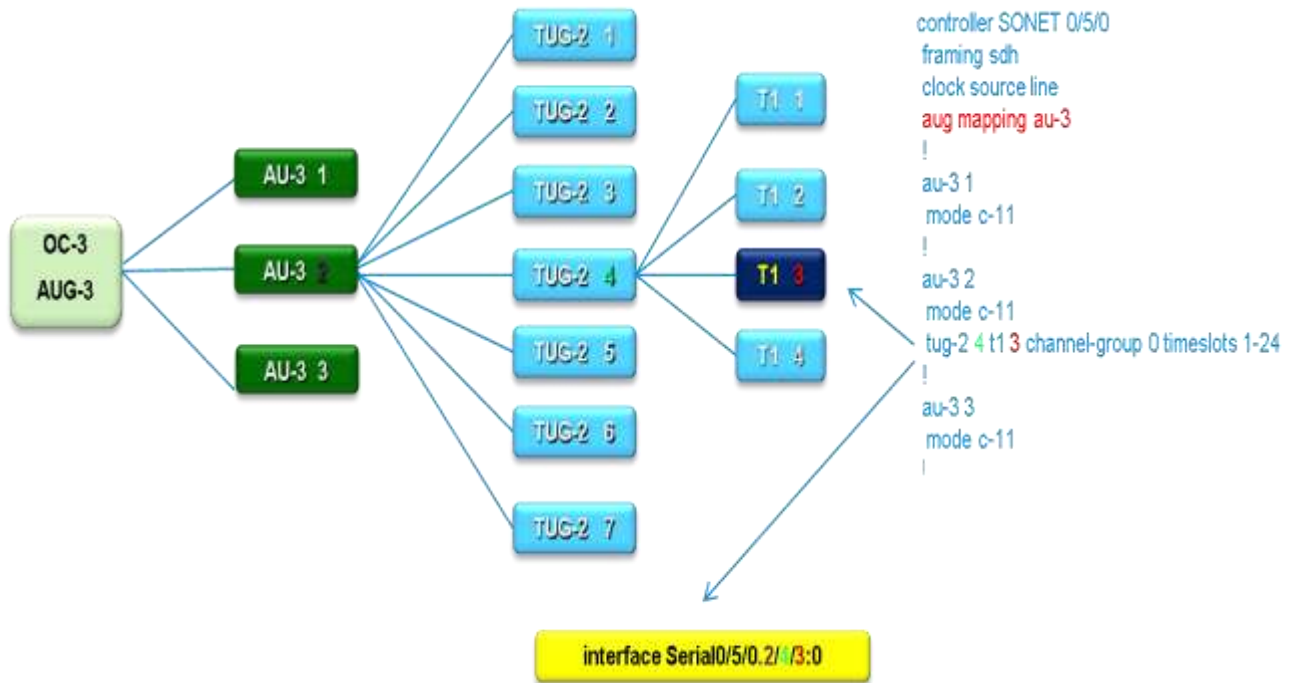 OC-3
AUG-3
AU-3 1
AU-3 2
AU-3 3
TUG-2 1
TUG-2 2
TUG-2 3
TUG-2 4
TUG-2 5
TUG-2 6
TUG-2 7
T1 1
T1 2
T1 3
T1 4
controller SONET 0/5/0
framing sdh
clock source line
aug mapping au-3
!
au-3 1
mode c-11
!
au-3 2
mode c-11
tug-2 4 t1 3 channel-group 0 timeslots 1-24
!
au-3 3
mode c-11
!
interface Serial0/5/0.2/4/3:0